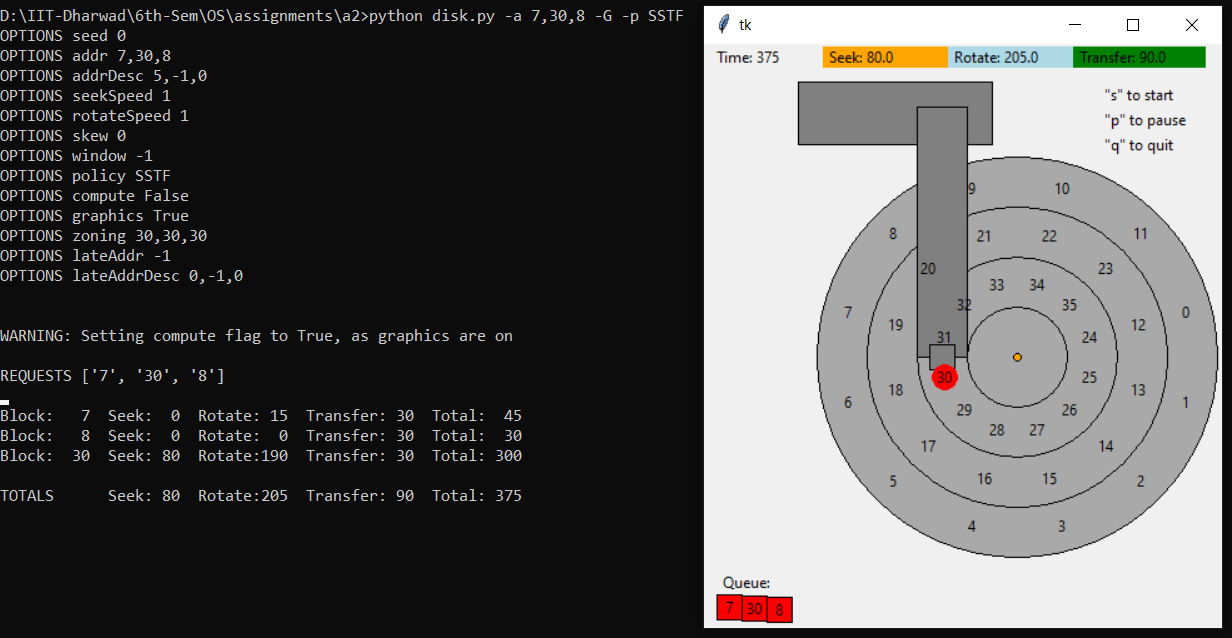 D:\IIT-Dharwad\6th-Sem\OS\assignments\a2>python disk.py -a 7,30,8 -G -p SSTF
OPTIONS seed 0
OPTIONS addr 7,30,8
OPTIONS addrDesc 5,-1,0
OPTIONS seekSpeed 1
OPTIONS rotateSpeed 1
OPTIONS skew 0
OPTIONS window -1
OPTIONS policy SSTF
OPTIONS compute False
OPTIONS graphics True
OPTIONS zoning 30,30,30
OPTIONS lateAddr -1
OPTIONS lateAddrDesc 0,-1,0
WARNING: Setting compute flag to True, as graphics are on
REQUESTS ['7', '30', '8']
Block:   7  Seek:  0  Rotate: 15  Transfer: 30  Total:  45
Block:   8  Seek:  0  Rotate:  0  Transfer: 30  Total:  30
Block:  30  Seek: 80  Rotate:190  Transfer: 30  Total: 300
TOTALS      Seek: 80  Rotate:205  Transfer: 90  Total: 375
tk
Time: 375 Seek: 80.0 Rotate: 205.0 Transfer: 90.0
"s" to start
"p" to pause
"q" to quit
9 10
8 21 22 11
20 23
33 34
7 32 35 0
19 12
31 24
30 25
6 18 13 1
29 26
28 27
17 14
5 16 15 2
4 3
Queue:
7 30 8